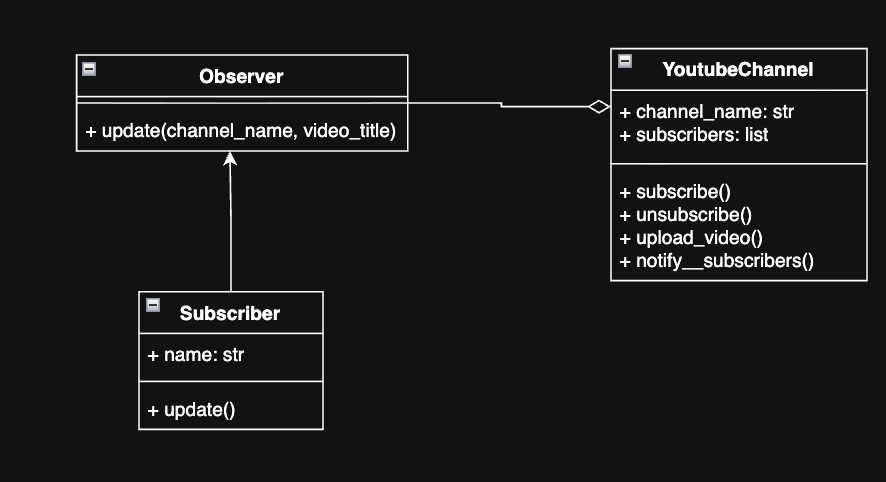 Observer
+ update(channel_name, video_title)
YoutubeChannel
+ channel_name: str
+ subscribers: list
+ subscribe()
+ unsubscribe()
+ upload_video()
+ notify__subscribers()
Subscriber
+ name: str
+ update()